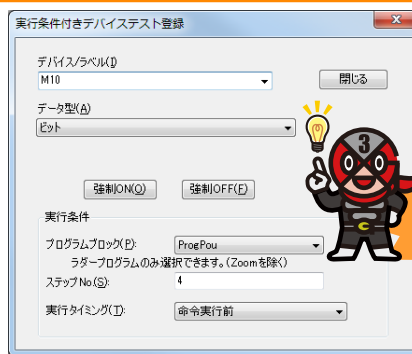 実行条件付きデバイステスト登録
デバイス/ラベル(I)
M10
閉じる
データ型(A)
ビット
3
強制ON(O) 強制OFF(F)
実行条件
プログラムブロック(P): ProgPou
ラダープログラムのみ選択できます。(Zoomを除く)
ステップNo.(S): 4
実行タイミング(T): 命令実行前